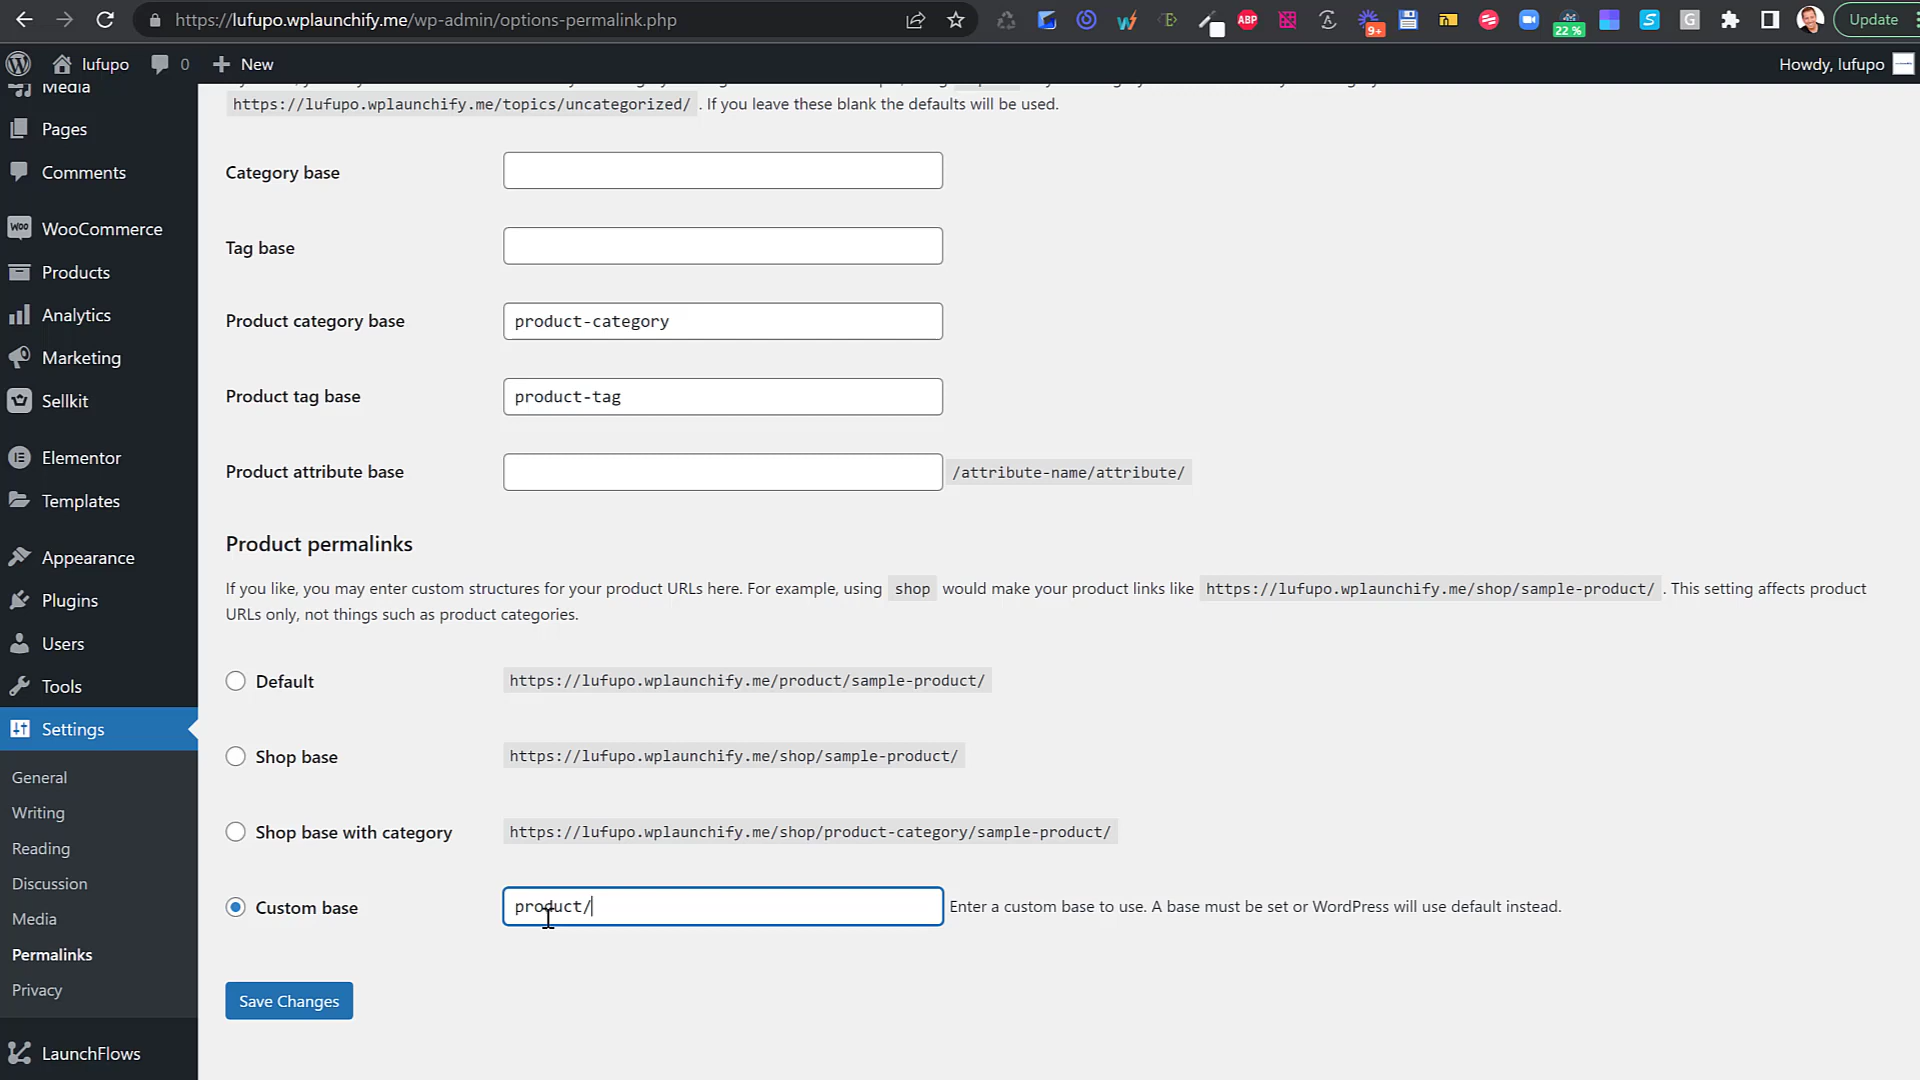 https://lufupo.wplaunchify.me/wp-admin/options-permalink.php
ABP
9+
22 %
S
G
Update
lufupo
0
New
Howdy, lufupo
Media
Pages
Comments
WooCommerce
Products
Analytics
Marketing
Sellkit
Elementor
Templates
Appearance
Plugins
Users
Tools
Settings
General
Writing
Reading
Discussion
Media
Permalinks
Privacy
LaunchFlows
https://lufupo.wplaunchify.me/topics/uncategorized/ . If you leave these blank the defaults will be used.
Category base
Tag base
Product category base product-category
Product tag base product-tag
Product attribute base /attribute-name/attribute/
Product permalinks
If you like, you may enter custom structures for your product URLs here. For example, using shop would make your product links like https://lufupo.wplaunchify.me/shop/sample-product/ . This setting affects product
URLs only, not things such as product categories.
Default https://lufupo.wplaunchify.me/product/sample-product/
Shop base https://lufupo.wplaunchify.me/shop/sample-product/
Shop base with category https://lufupo.wplaunchify.me/shop/product-category/sample-product/
Custom base product/ Enter a custom base to use. A base must be set or WordPress will use default instead.
Save Changes